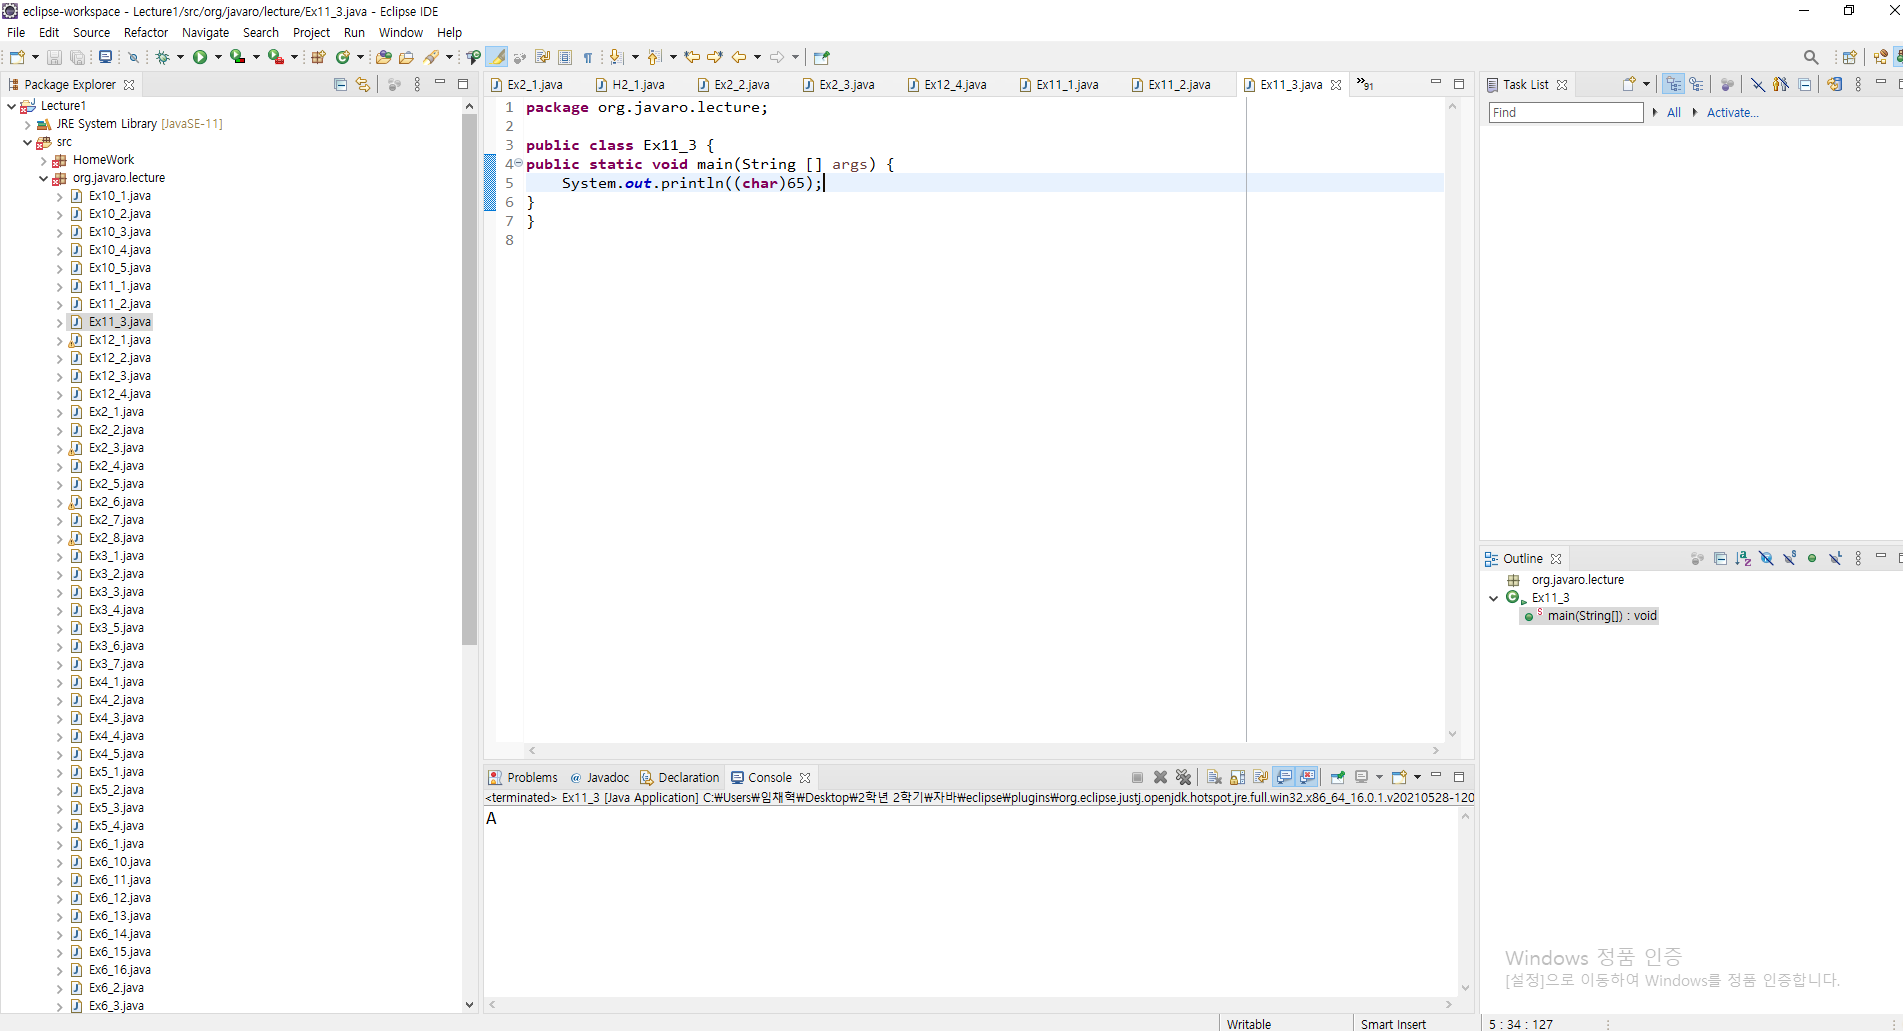 eclipse-workspace - Lecture1/src/org/javaro/lecture/Ex11_3.java - Eclipse IDE
File Edit Source Refactor Navigate Search Project Run Window Help
Package Explorer
Lecture1
JRE System Library [JavaSE-11]
src
HomeWork
org.javaro.lecture
Ex10_1.java
Ex10_2.java
Ex10_3.java
Ex10_4.java
Ex10_5.java
Ex11_1.java
Ex11_2.java
Ex11_3.java
Ex12_1.java
Ex12_2.java
Ex12_3.java
Ex12_4.java
Ex2_1.java
Ex2_2.java
Ex2_3.java
Ex2_4.java
Ex2_5.java
Ex2_6.java
Ex2_7.java
Ex2_8.java
Ex3_1.java
Ex3_2.java
Ex3_3.java
Ex3_4.java
Ex3_5.java
Ex3_6.java
Ex3_7.java
Ex4_1.java
Ex4_2.java
Ex4_3.java
Ex4_4.java
Ex4_5.java
Ex5_1.java
Ex5_2.java
Ex5_3.java
Ex5_4.java
Ex6_1.java
Ex6_10.java
Ex6_11.java
Ex6_12.java
Ex6_13.java
Ex6_14.java
Ex6_15.java
Ex6_16.java
Ex6_2.java
Ex6_3.java
Ex2_1.java H2_1.java Ex2_2.java Ex2_3.java Ex12_4.java Ex11_1.java Ex11_2.java Ex11_3.java »91
1 package org.javaro.lecture;
2
3 public class Ex11_3 {
4 public static void main(String [] args) {
5 System.out.println((char)65);
6 }
7 }
8
Problems @ Javadoc Declaration Console
<terminated> Ex11_3 [Java Application] C:₩Users₩임채혁₩Desktop₩2학년 2학기₩자바₩eclipse₩plugins₩org.eclipse.justj.openjdk.hotspot.jre.full.win32.x86_64_16.0.1.v20210528-120
A
Task List
Find All Activate...
Outline
org.javaro.lecture
Ex11_3
main(String[]) : void
Windows 정품 인증
[설정]으로 이동하여 Windows를 정품 인증합니다.
Writable Smart Insert 5 : 34 : 127